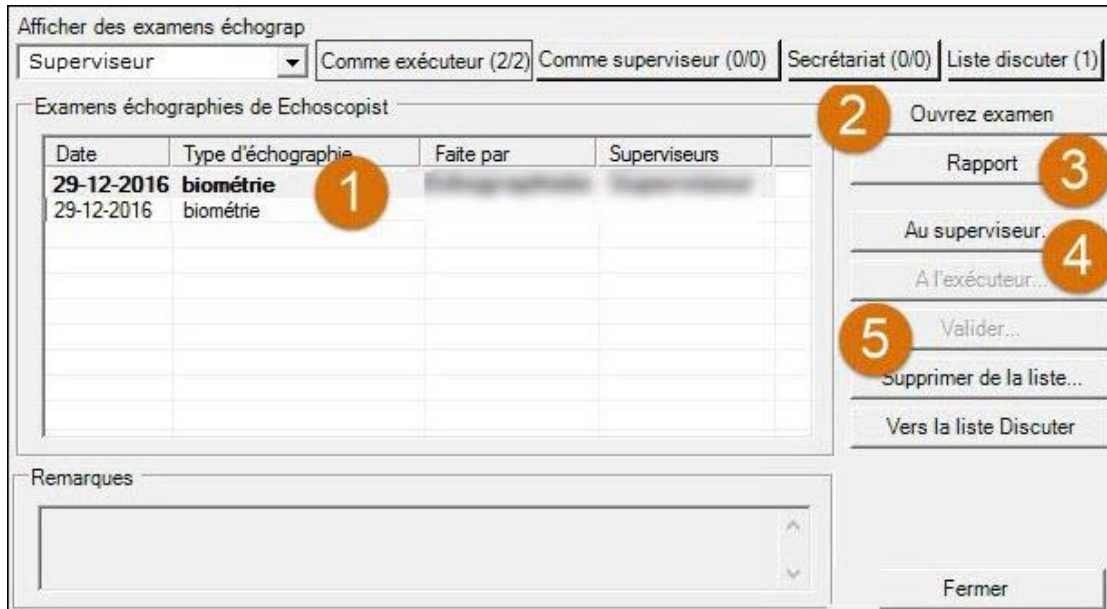 Afficher des examens échograp
Superviseur
Comme exécuteur (2/2) Comme superviseur (0/0) Secrétariat (0/0) Liste discuter (1)
Examens échographies de Echoscopist
Date Type d'échographie Faite par Superviseurs
29-12-2016 biométrie
29-12-2016 biométrie
1
2
Ouvrez examen
Rapport
3
Au superviseur.
4
A l'exécuteur...
5
Valider...
Supprimer de la liste...
Vers la liste Discuter
Remarques
Fermer